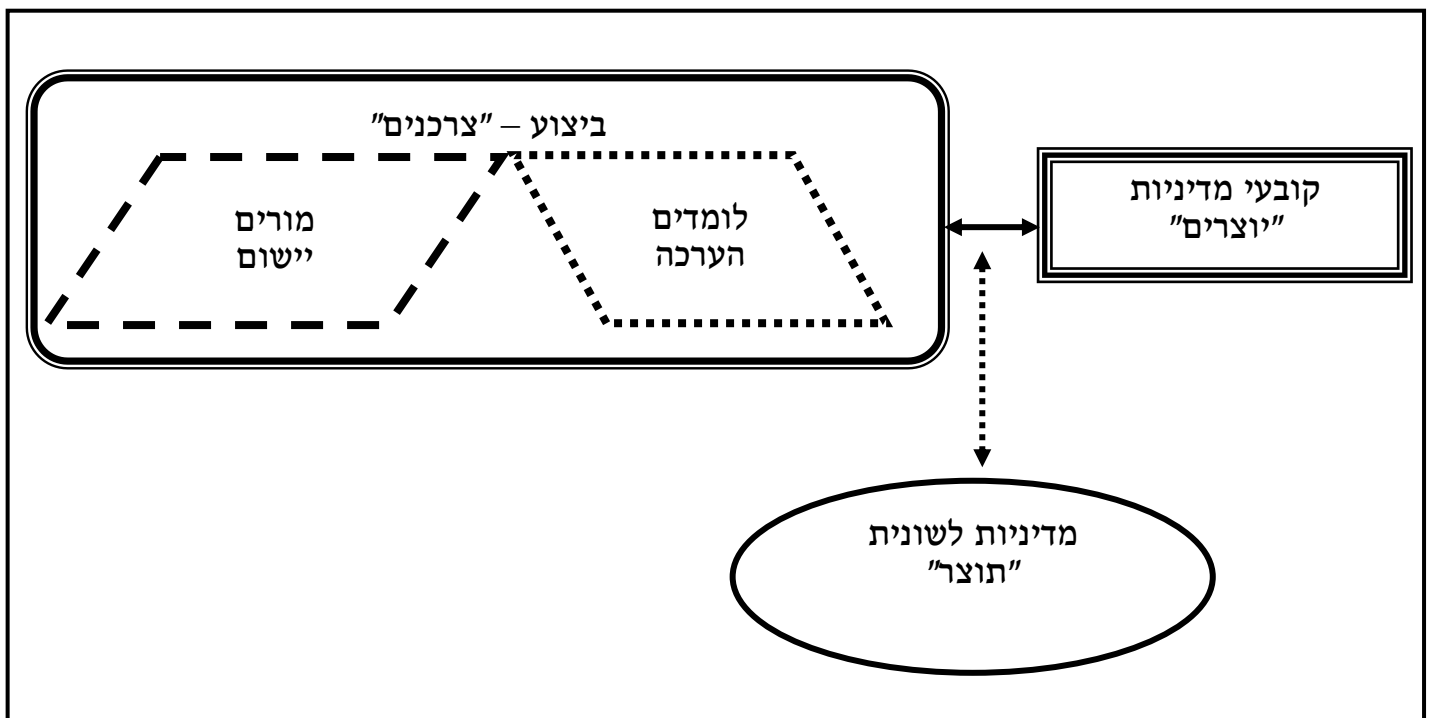 ביצוע – "צרכנים"
קובעי מדיניות
"יוצרים"
לומדים
הערכה
מורים
יישום
מדיניות לשונית
"תוצר"